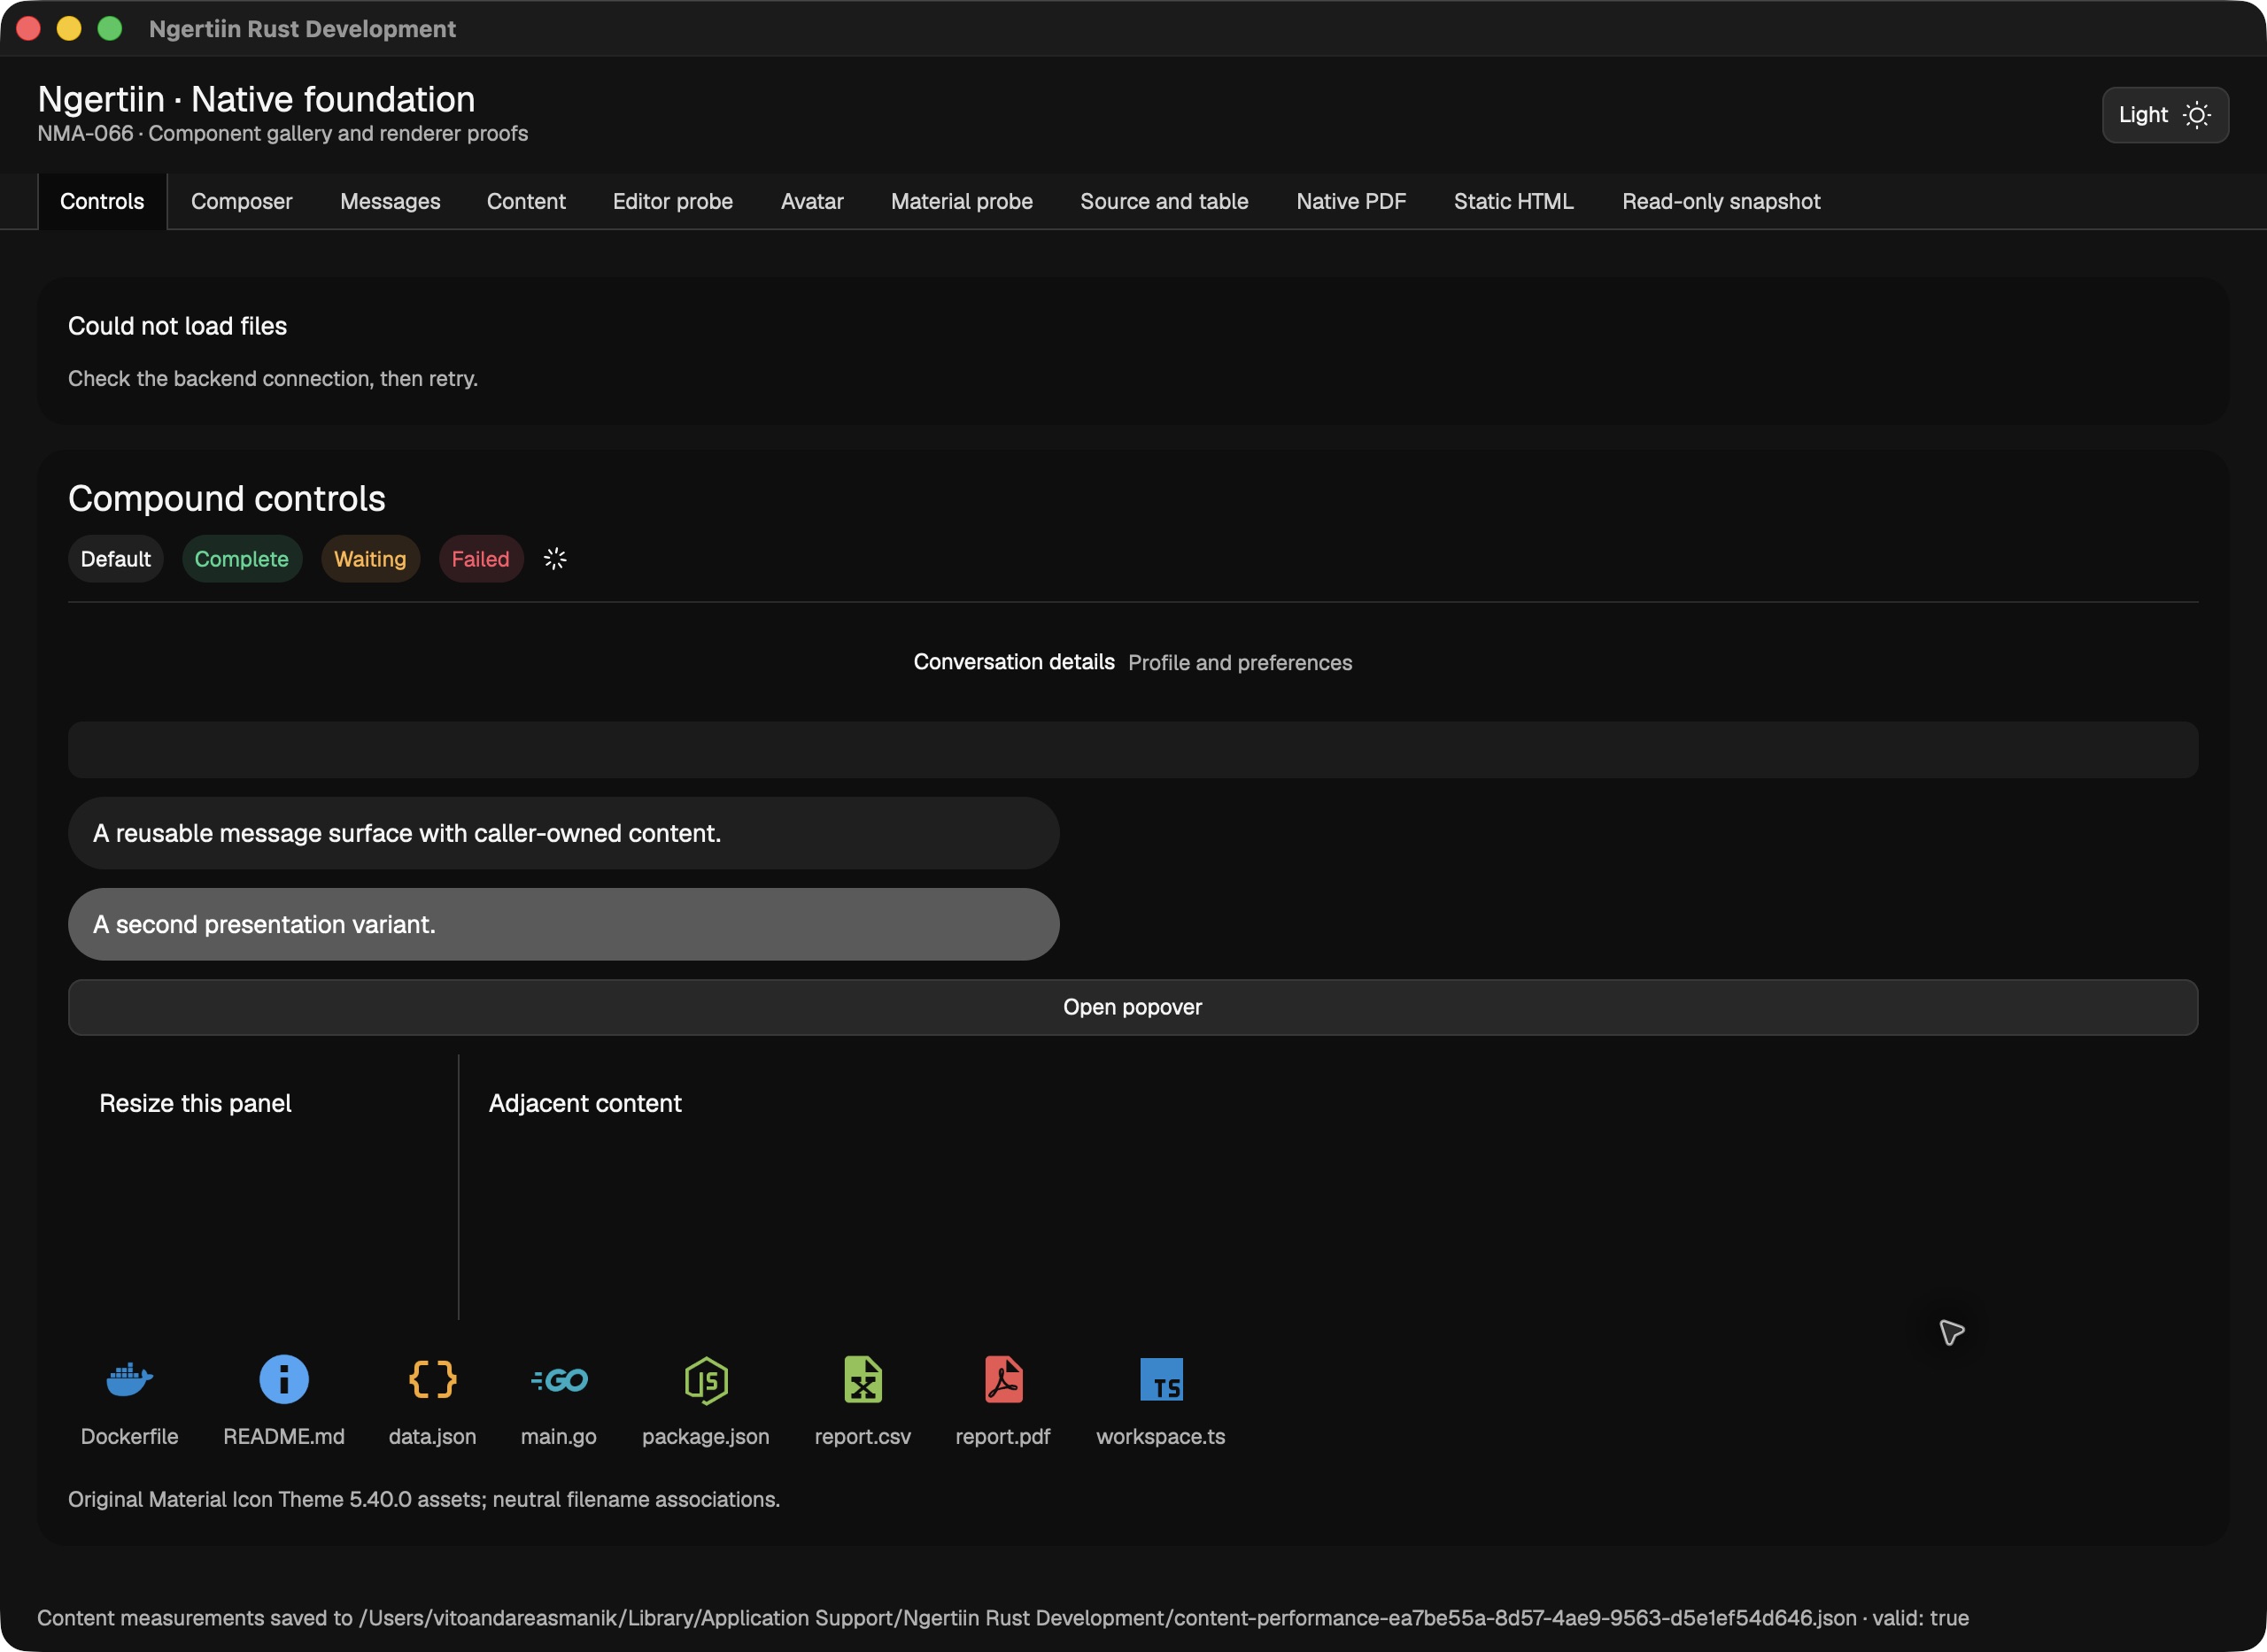 Ngertiin Rust Development
Ngertiin · Native foundation
NMA-066 · Component gallery and renderer proofs
Light
Controls Composer Messages Content Editor probe Avatar Material probe Source and table Native PDF Static HTML Read-only snapshot
Could not load files
Check the backend connection, then retry.
Compound controls
Default Complete Waiting Failed
Conversation details Profile and preferences
A reusable message surface with caller-owned content.
A second presentation variant.
Open popover
Resize this panel Adjacent content
GO JS TS
Dockerfile README.md data.json main.go package.json report.csv report.pdf workspace.ts
Original Material Icon Theme 5.40.0 assets; neutral filename associations.
Content measurements saved to /Users/vitoandareasmanik/Library/Application Support/Ngertiin Rust Development/content-performance-ea7be55a-8d57-4ae9-9563-d5e1ef54d646.json · valid: true